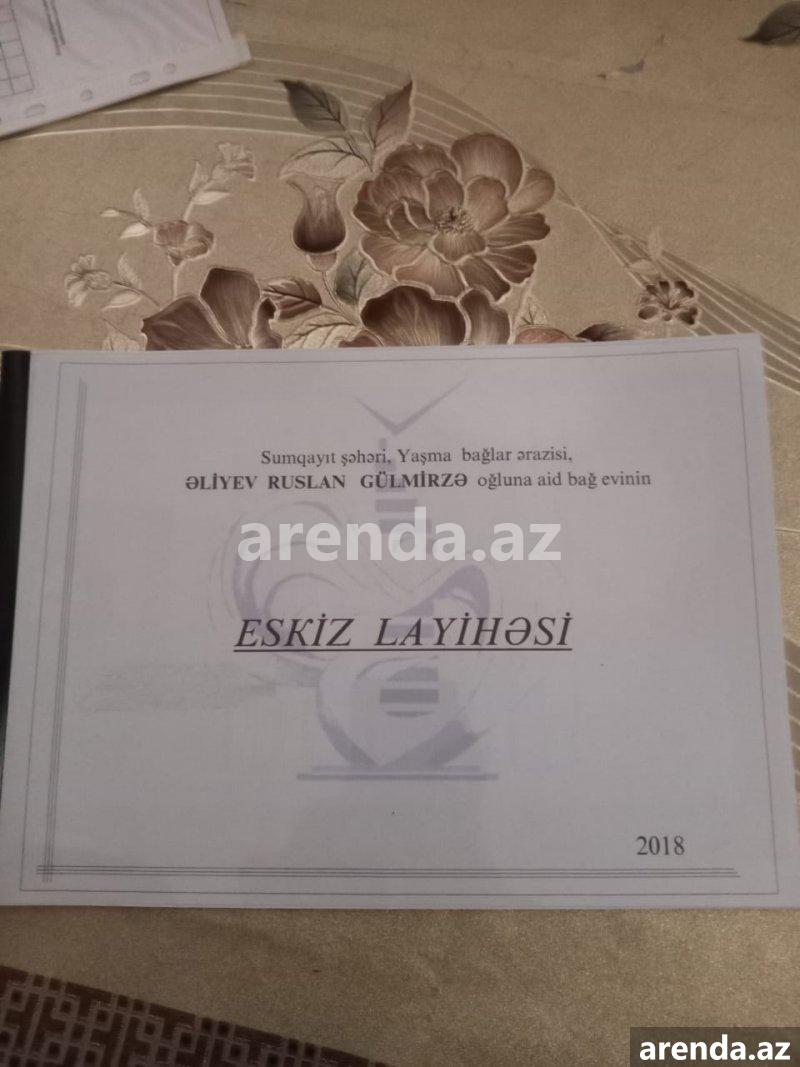 Sumqayıt şəhəri, Yaşma bağlar ərazisi,
ƏLİYEV RUSLAN GÜLMİRZƏ oğluna aid bağ evinin
arenda.az
ESKİZ LAYİHƏSİ
2018
arenda.az